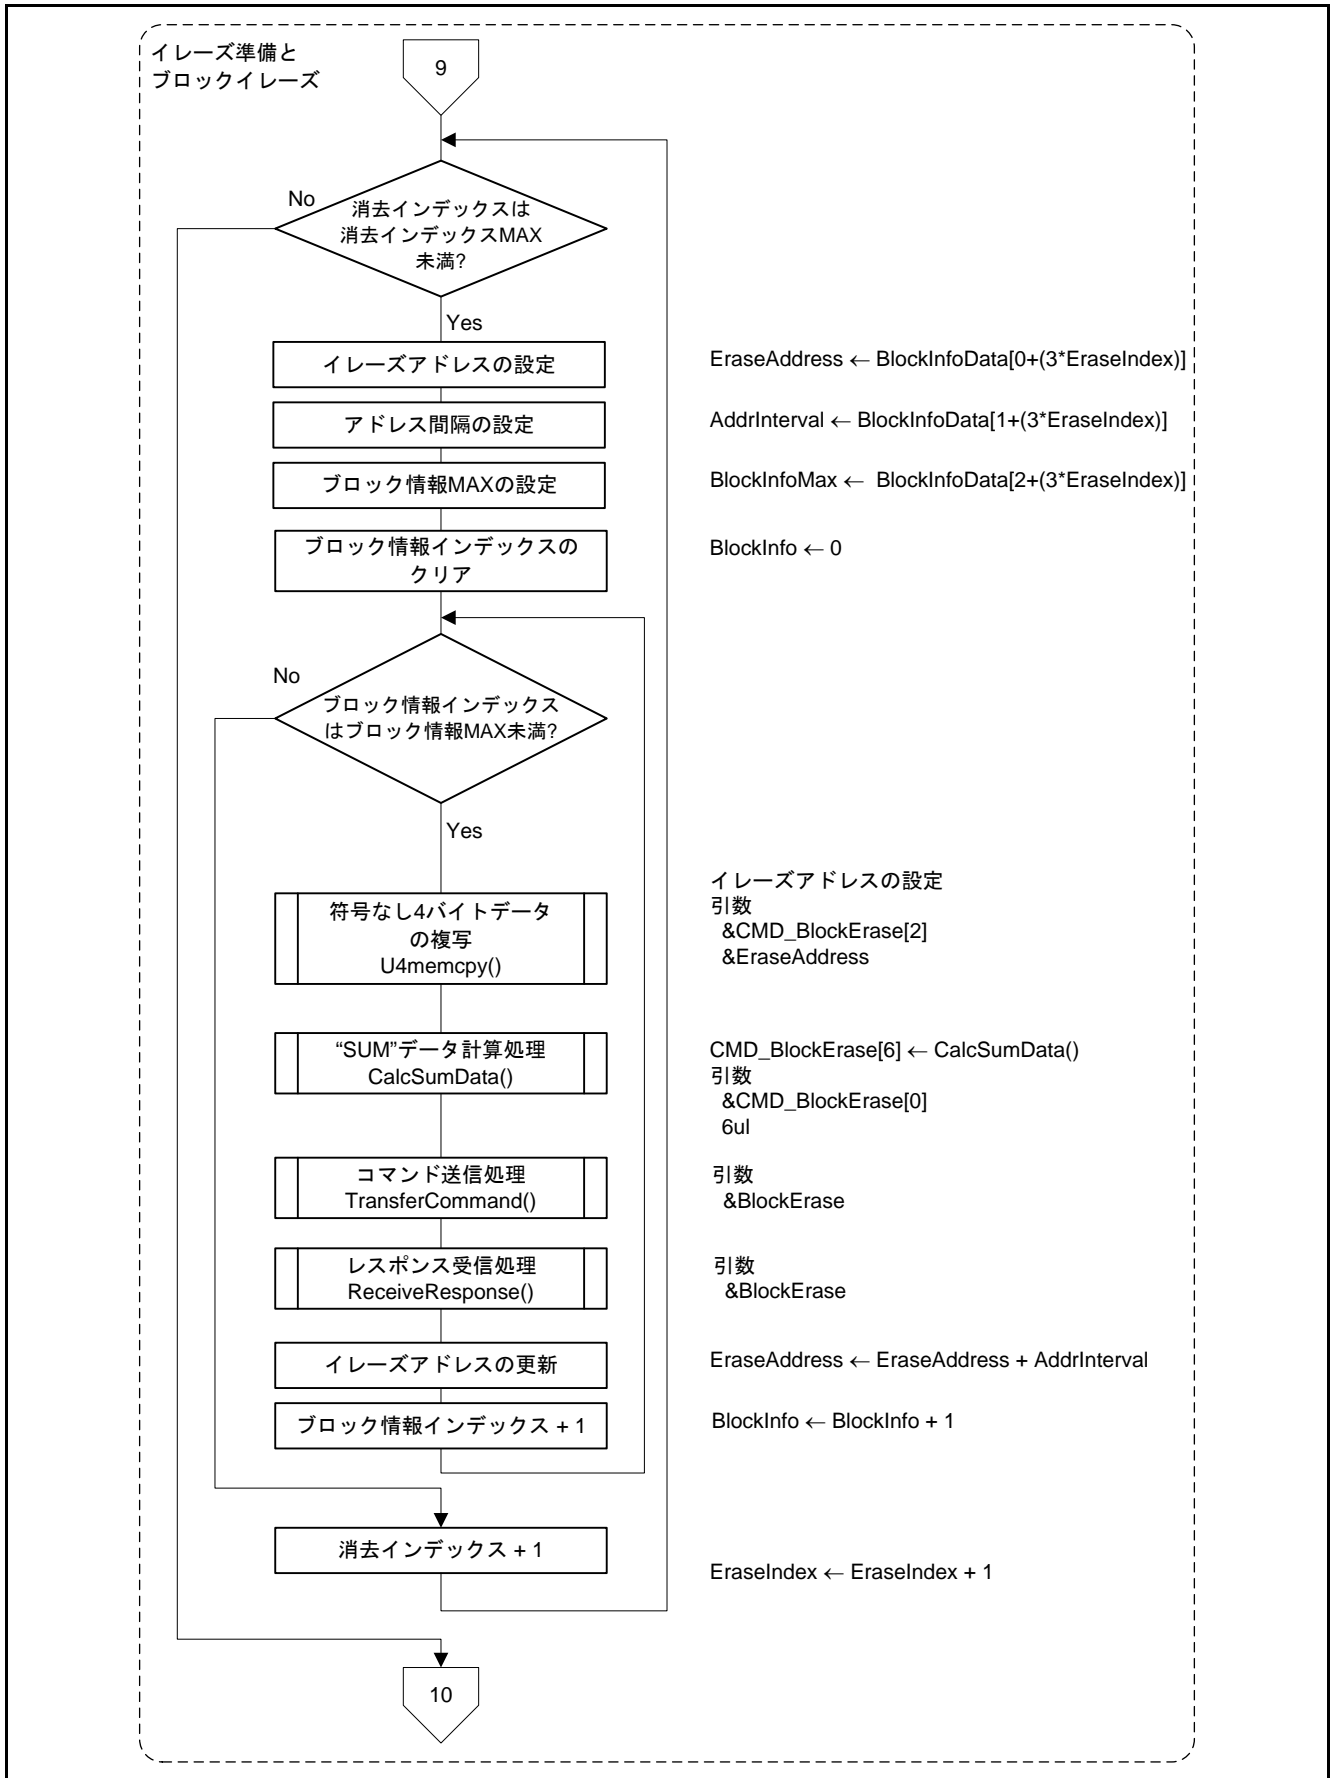 イレーズ準備と
ブロックイレーズ
9
No
消去インデックスは
消去インデックスMAX
未満?
Yes
イレーズアドレスの設定
EraseAddress ← BlockInfoData[0+(3*EraseIndex)]
アドレス間隔の設定
AddrInterval ← BlockInfoData[1+(3*EraseIndex)]
ブロック情報MAXの設定
BlockInfoMax ← BlockInfoData[2+(3*EraseIndex)]
ブロック情報インデックスの
クリア
BlockInfo ← 0
No
ブロック情報インデックス
はブロック情報MAX未満?
Yes
符号なし4バイトデータ
の複写
U4memcpy()
イレーズアドレスの設定
引数
&CMD_BlockErase[2]
&EraseAddress
“SUM”データ計算処理
CalcSumData()
CMD_BlockErase[6] ← CalcSumData()
引数
&CMD_BlockErase[0]
6ul
コマンド送信処理
TransferCommand()
引数
&BlockErase
レスポンス受信処理
ReceiveResponse()
引数
&BlockErase
イレーズアドレスの更新
EraseAddress ← EraseAddress + AddrInterval
ブロック情報インデックス + 1
BlockInfo ← BlockInfo + 1
消去インデックス + 1
EraseIndex ← EraseIndex + 1
10